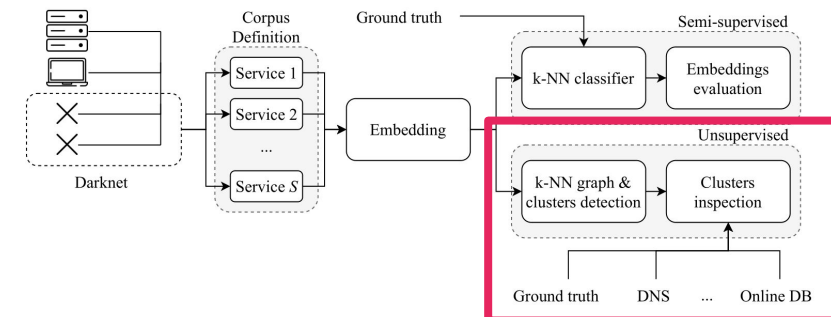 Ground truth
Semi-supervised
Corpus
Definition
Service 1
Service 2
...
Service S
Darknet
Embedding
k-NN classifier
Embeddings
evaluation
Unsupervised
k-NN graph &
clusters detection
Clusters
inspection
Ground truth
DNS
...
Online DB